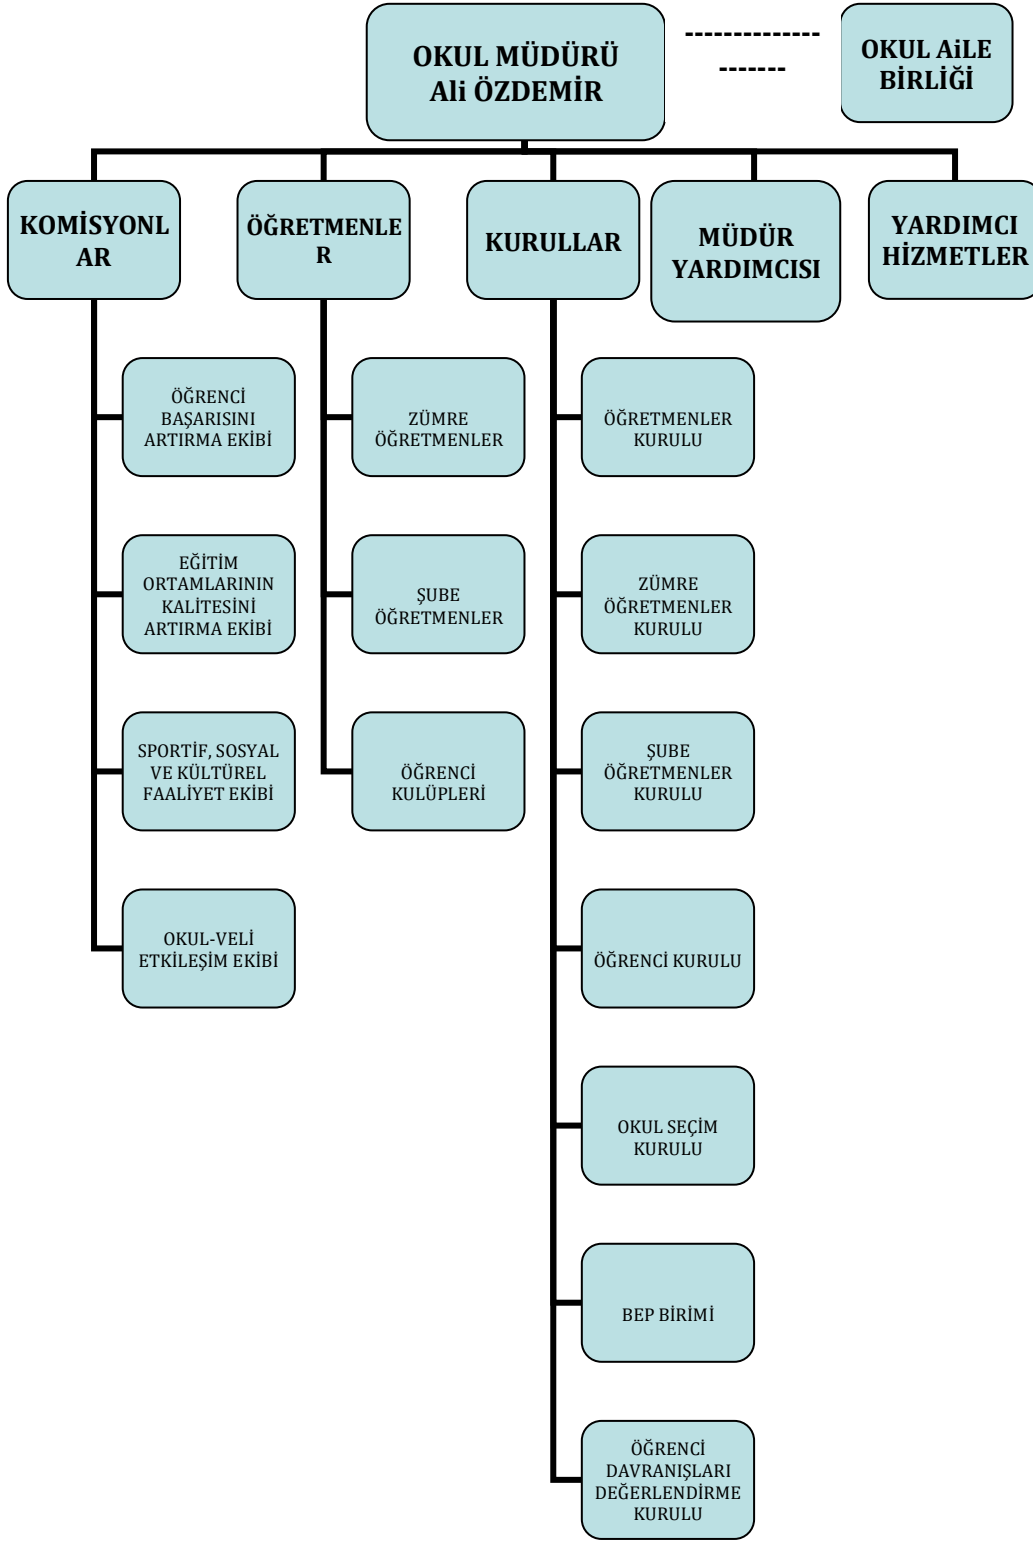 OKUL MÜDÜRÜ
Ali ÖZDEMİR
---------------
-------
OKUL AiLE
BİRLİĞİ
KOMİSYONL
AR
ÖĞRETMENLE
R
KURULLAR
MÜDÜR
YARDIMCISI
YARDIMCI
HİZMETLER
ÖĞRENCİ
BAŞARISINI
ARTIRMA EKİBİ
EĞİTİM
ORTAMLARININ
KALİTESİNİ
ARTIRMA EKİBİ
SPORTİF, SOSYAL
VE KÜLTÜREL
FAALİYET EKİBİ
OKUL-VELİ
ETKİLEŞİM EKİBİ
ZÜMRE
ÖĞRETMENLER
ŞUBE
ÖĞRETMENLER
ÖĞRENCİ
KULÜPLERİ
ÖĞRETMENLER
KURULU
ZÜMRE
ÖĞRETMENLER
KURULU
ŞUBE
ÖĞRETMENLER
KURULU
ÖĞRENCİ KURULU
OKUL SEÇİM
KURULU
BEP BİRİMİ
ÖĞRENCİ
DAVRANIŞLARI
DEĞERLENDİRME
KURULU